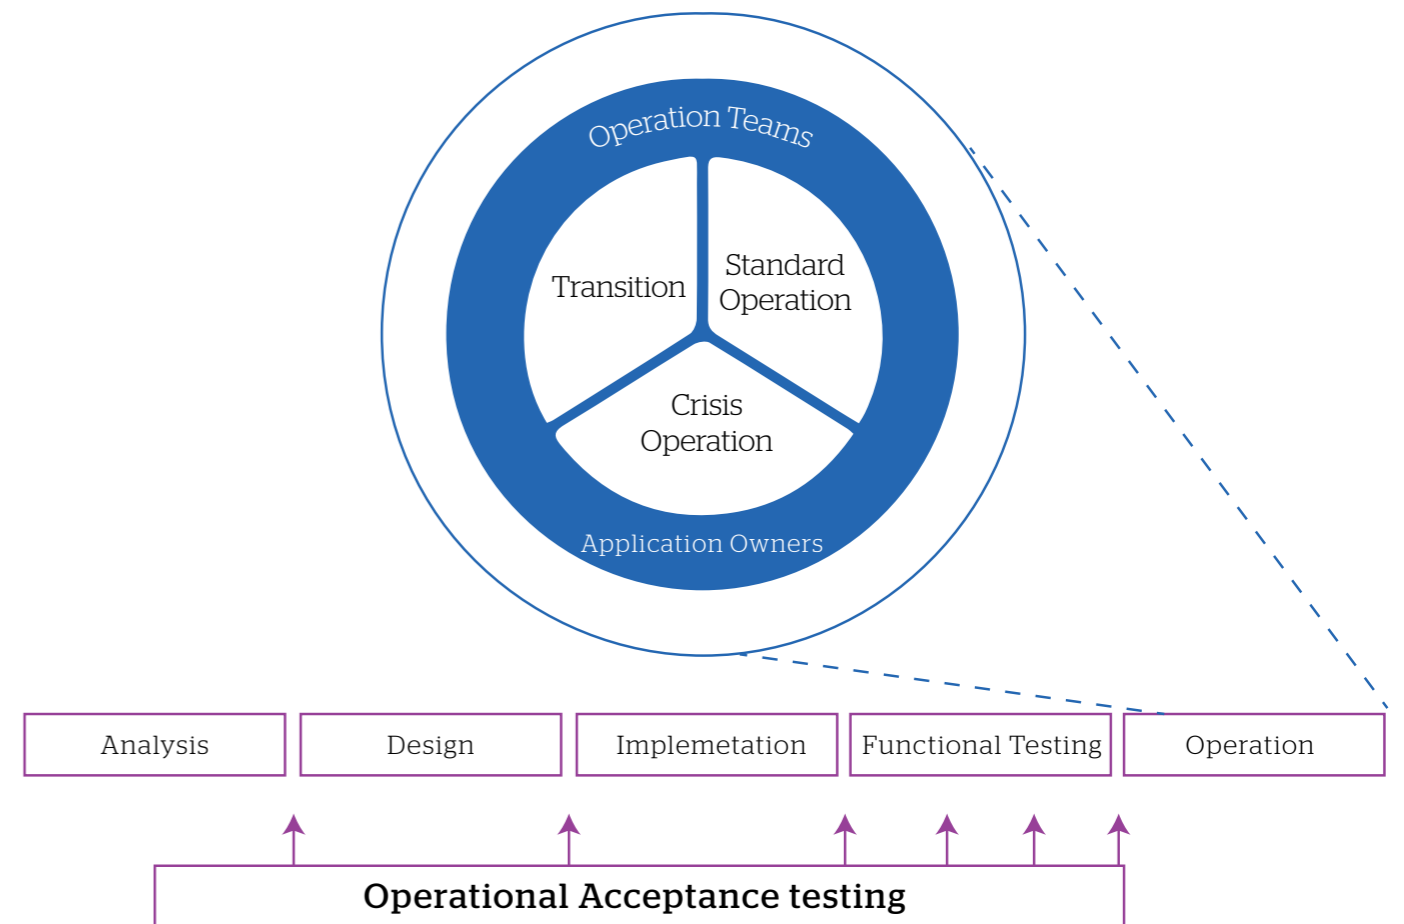 Operation Teams
Transition
Standard
Operation
Crisis
Operation
Application Owners
Analysis
Design
Implemetation
Functional Testing
Operation
Operational Acceptance testing